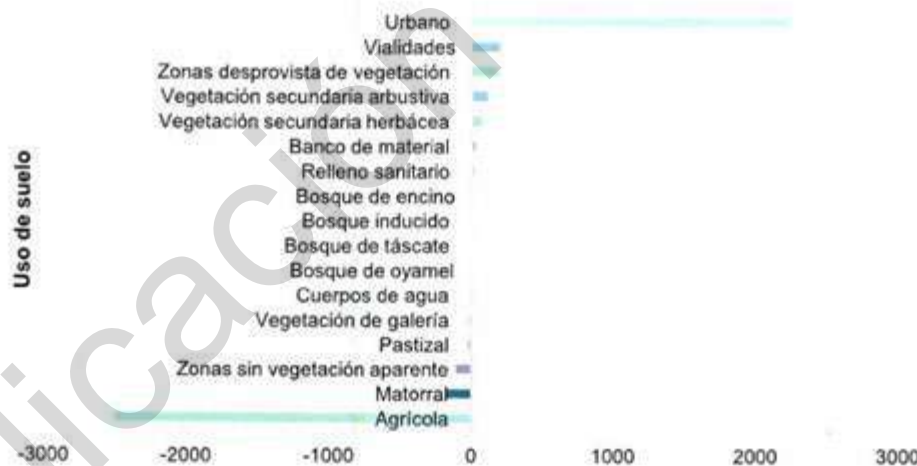 Urbano
Vialidades
Zonas desprovista de vegetación
Vegetación secundaria arbustiva
Vegetación secundaria herbácea
Banco de material
Relleno sanitario
Bosque de encino
Bosque inducido
Bosque de táscate
Bosque de oyamel
Cuerpos de agua
Vegetación de galería
Pastizal
Zonas sin vegetación aparente
Matorral
Agrícola
Uso de suelo
-3000 -2000 -1000 0 1000 2000 3000